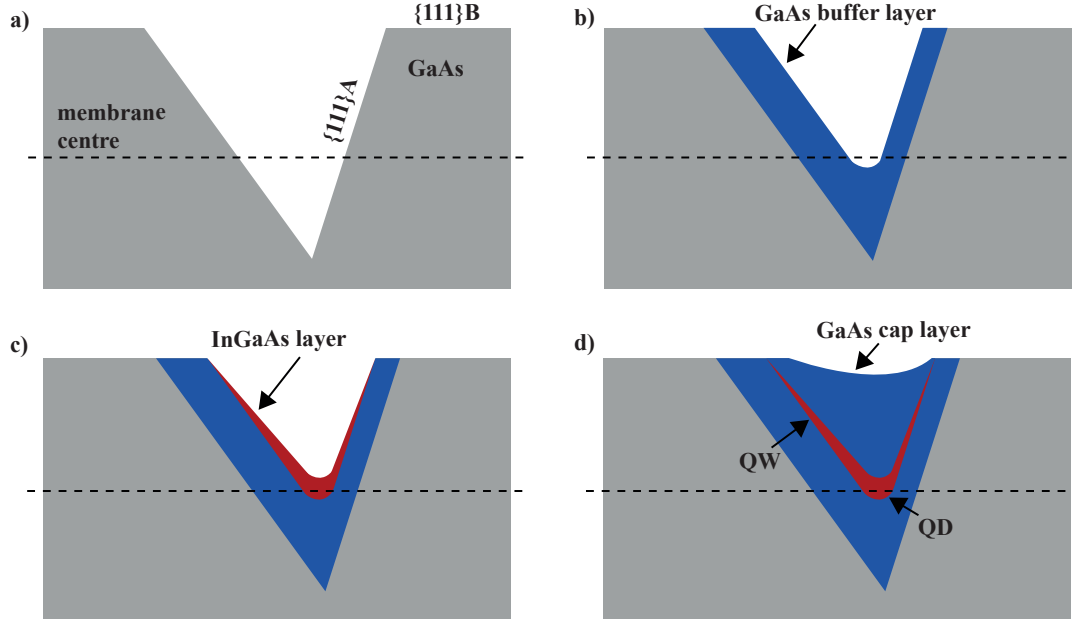 a)
{111}B
GaAs
{111}A
membrane
centre
b)
GaAs buffer layer
c)
InGaAs layer
d)
GaAs cap layer
QW
QD